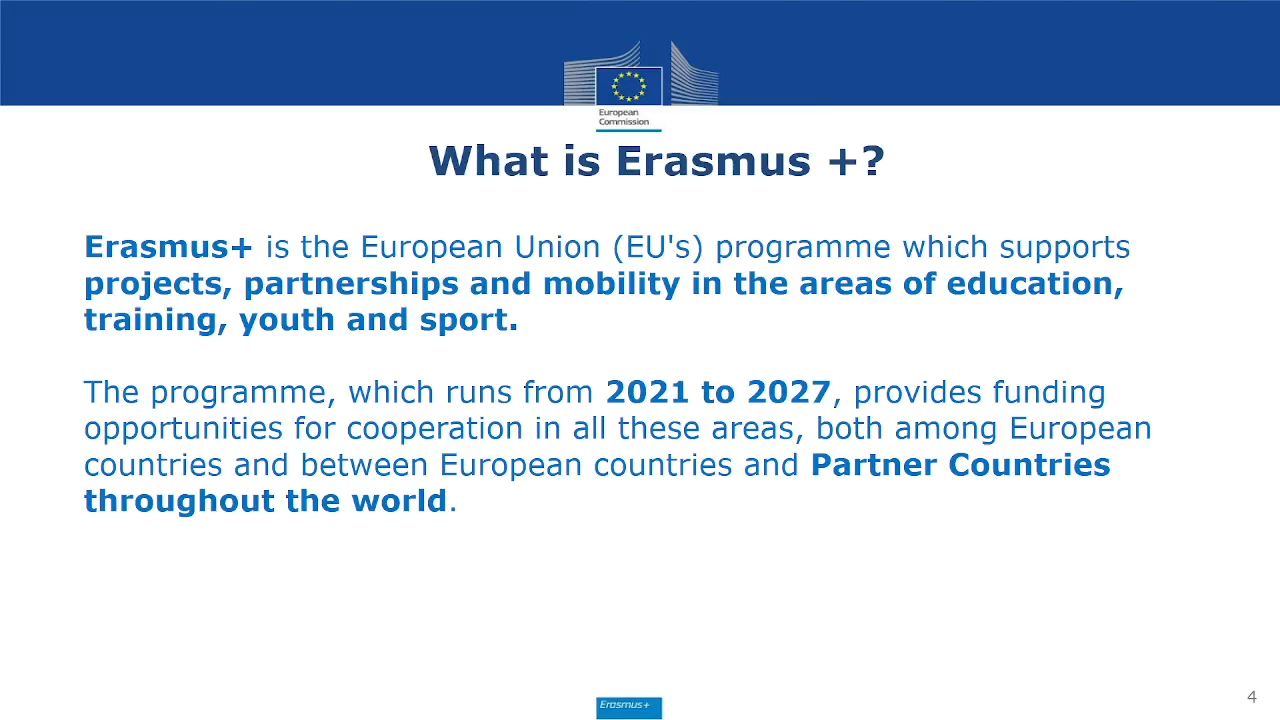 European
Commission
What is Erasmus +?
Erasmus+ is the European Union (EU's) programme which supports
projects, partnerships and mobility in the areas of education,
training, youth and sport.
The programme, which runs from 2021 to 2027, provides funding
opportunities for cooperation in all these areas, both among European
countries and between European countries and Partner Countries
throughout the world.
Erasmus+
4